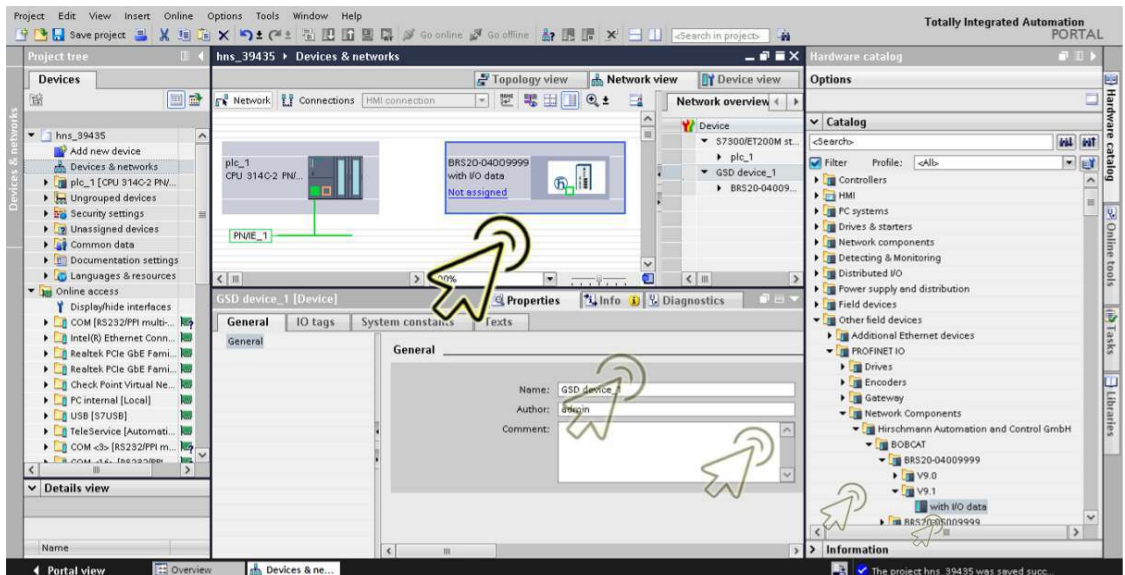 Project Edit View Insert Online Options Tools Window Help
Totally Integrated Automation
PORTAL
Save project
Go online
Go offline
<Search in project>
Project tree
hns_39435
Devices & networks
Hardware catalog
Devices
Topology view
Network view
Device view
Options
Network
Connections
HMI connection
Network overview
Catalog
<Search>
Filter
Profile:
<All>
hns_39435
Add new device
Devices & networks
plc_1 [CPU 314C-2 PN/...
Ungrouped devices
Security settings
Unassigned devices
Common data
Documentation settings
Languages & resources
Online access
Display/hide interfaces
COM [RS232/PPI multi-...
Intel(R) Ethernet Conn...
Realtek PCIe GbE Fami...
Realtek PCIe GbE Fami...
Check Point Virtual Ne...
PC internal [Local]
USB [S7USB]
TeleService [Automati...
COM <3> [RS232/PPI m...
Details view
Name
plc_1
CPU 314C-2 PN/...
BRS20-04009999
with I/O data
Not assigned
PN/IE_1
Device
S7300/ET200M st...
plc_1
GSD device_1
BRS20-04009...
GSD device_1 [Device]
Properties
Info
Diagnostics
General
IO tags
System constants
Texts
General
General
Name:
GSD device_1
Author:
admin
Comment:
Controllers
HMI
PC systems
Drives & starters
Network components
Detecting & Monitoring
Distributed I/O
Power supply and distribution
Field devices
Other field devices
Additional Ethernet devices
PROFINET IO
Drives
Encoders
Gateway
Network Components
Hirschmann Automation and Control GmbH
BOBCAT
BRS20-04009999
V9.0
V9.1
with I/O data
Information
Devices & networks
Hardware catalog
Online tools
Tasks
Libraries
Portal view
Overview
Devices & ne...
The project hns_39435 was saved succ...